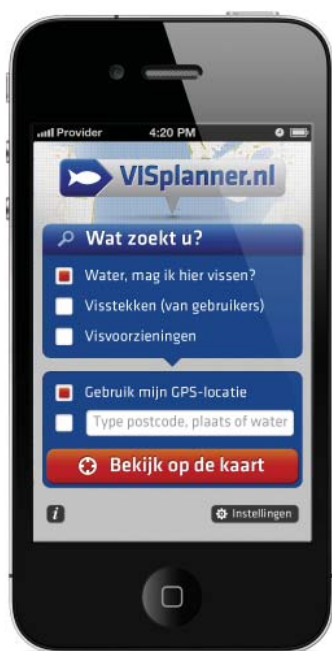 Provider 4:20 PM
VISplanner.nl
Wat zoekt u?
Water, mag ik hier vissen?
Visstekken (van gebruikers)
Visvoorzieningen
Gebruik mijn GPS-locatie
Type postcode, plaats of water
Bekijk op de kaart
i Instellingen